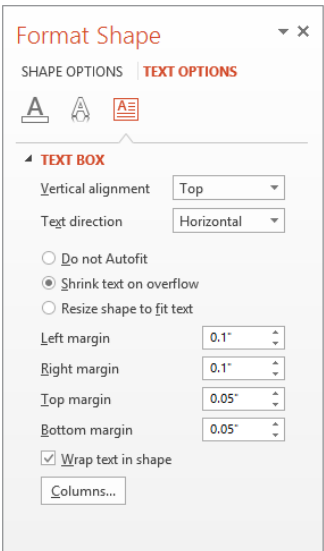 Format Shape
SHAPE OPTIONS TEXT OPTIONS
A A A
TEXT BOX
Vertical alignment Top
Text direction Horizontal
Do not Autofit
Shrink text on overflow
Resize shape to fit text
Left margin 0.1"
Right margin 0.1"
Top margin 0.05"
Bottom margin 0.05"
Wrap text in shape
Columns...